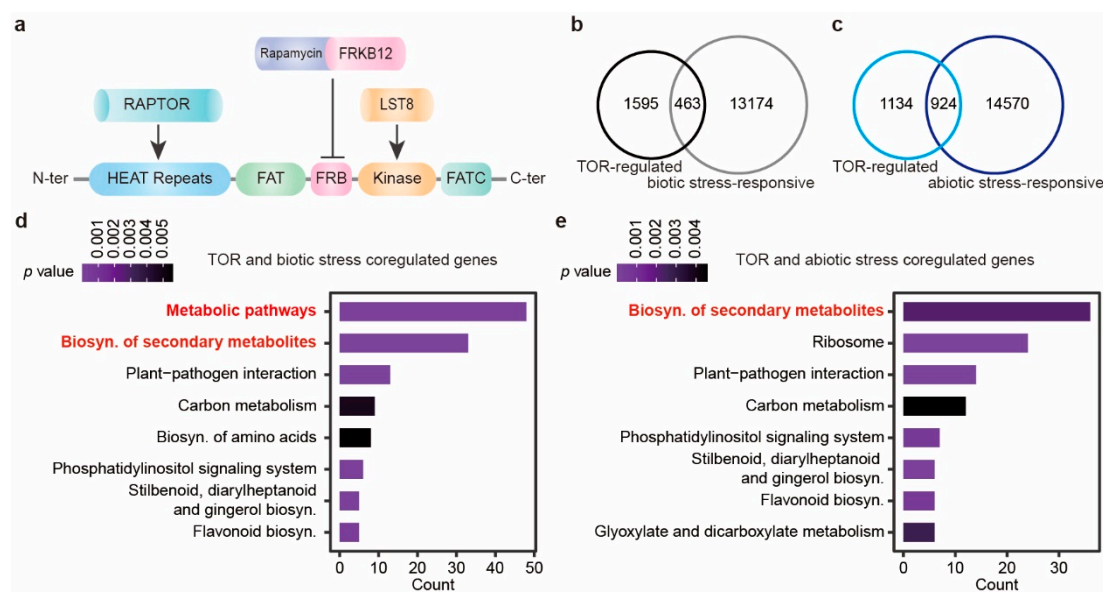 a
Rapamycin FRKB12
RAPTOR
LST8
N-ter HEAT Repeats FAT FRB Kinase FATC C-ter
b
1595 463 13174
TOR-regulated
biotic stress-responsive
c
1134 924 14570
TOR-regulated
abiotic stress-responsive
d
0.001 0.002 0.003 0.004 0.005
p value
TOR and biotic stress coregulated genes
Metabolic pathways
Biosyn. of secondary metabolites
Plant−pathogen interaction
Carbon metabolism
Biosyn. of amino acids
Phosphatidylinositol signaling system
Stilbenoid, diarylheptanoid
and gingerol biosyn.
Flavonoid biosyn.
0 10 20 30 40 50
Count
e
0.001 0.002 0.003 0.004
p value
TOR and abiotic stress coregulated genes
Biosyn. of secondary metabolites
Ribosome
Plant−pathogen interaction
Carbon metabolism
Phosphatidylinositol signaling system
Stilbenoid, diarylheptanoid
and gingerol biosyn.
Flavonoid biosyn.
Glyoxylate and dicarboxylate metabolism
0 10 20 30
Count